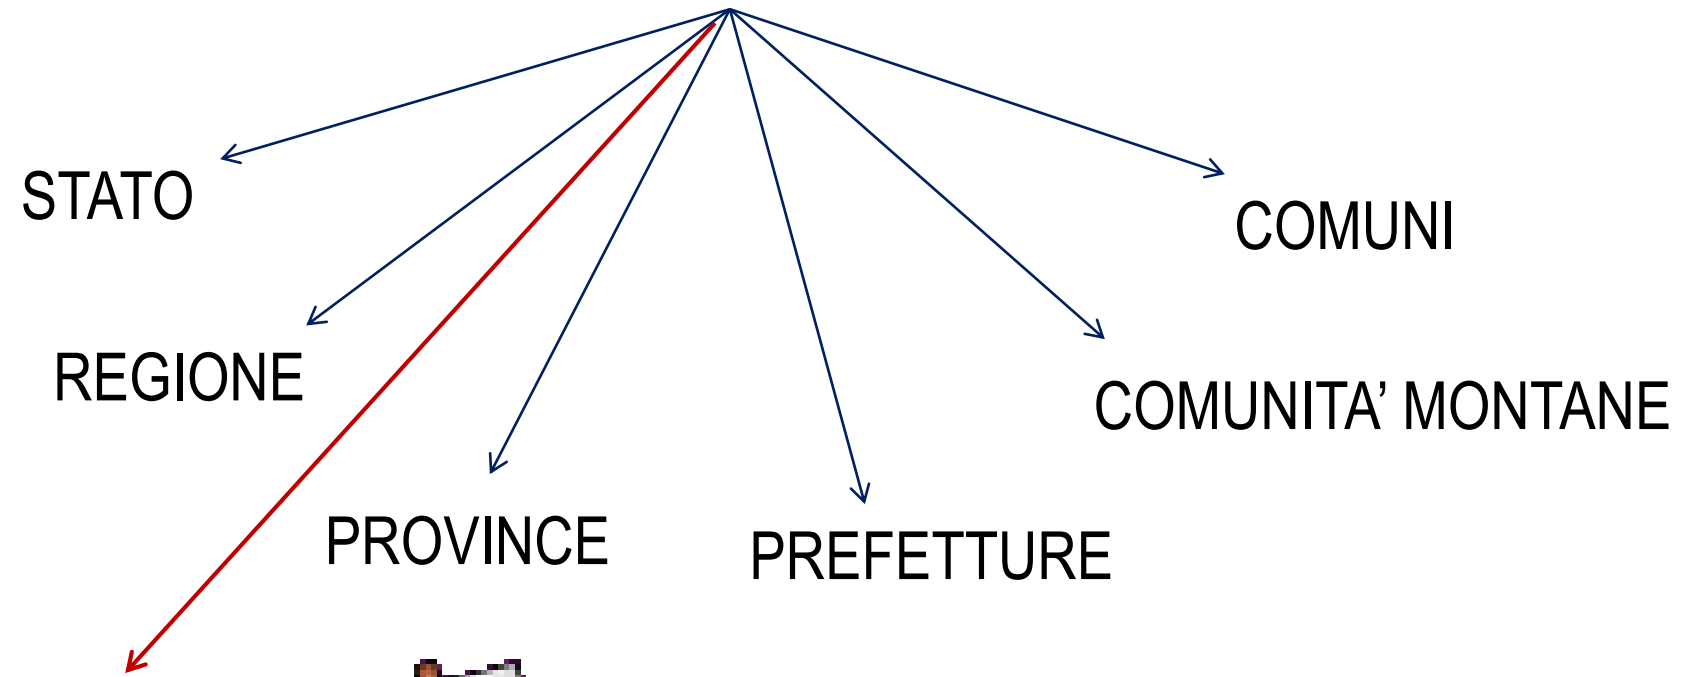 STATO
COMUNI
REGIONE
COMUNITA’ MONTANE
PROVINCE
PREFETTURE